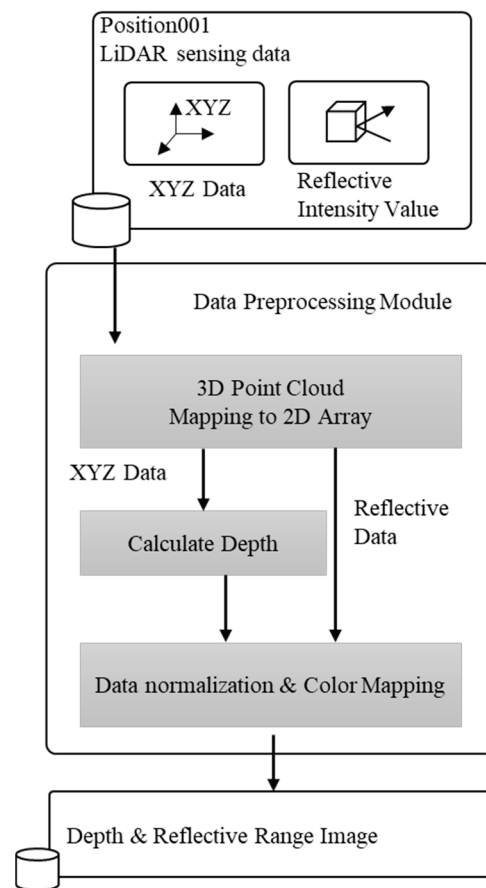 Position001
LiDAR sensing data
XYZ
XYZ Data
Reflective
Intensity Value
Data Preprocessing Module
3D Point Cloud
Mapping to 2D Array
XYZ Data
Reflective
Data
Calculate Depth
Data normalization & Color Mapping
Depth & Reflective Range Image